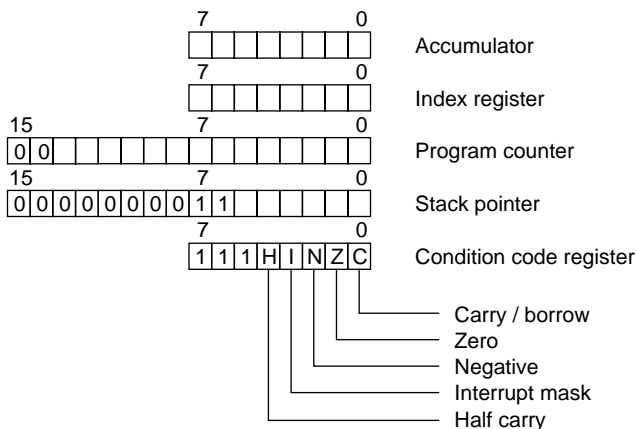 7 0
Accumulator
7 0
Index register
15 7 0
0 0 Program counter
15 7 0
0 0 0 0 0 0 0 0 1 1 Stack pointer
7 0
1 1 1 H I N Z C Condition code register
Carry / borrow
Zero
Negative
Interrupt mask
Half carry